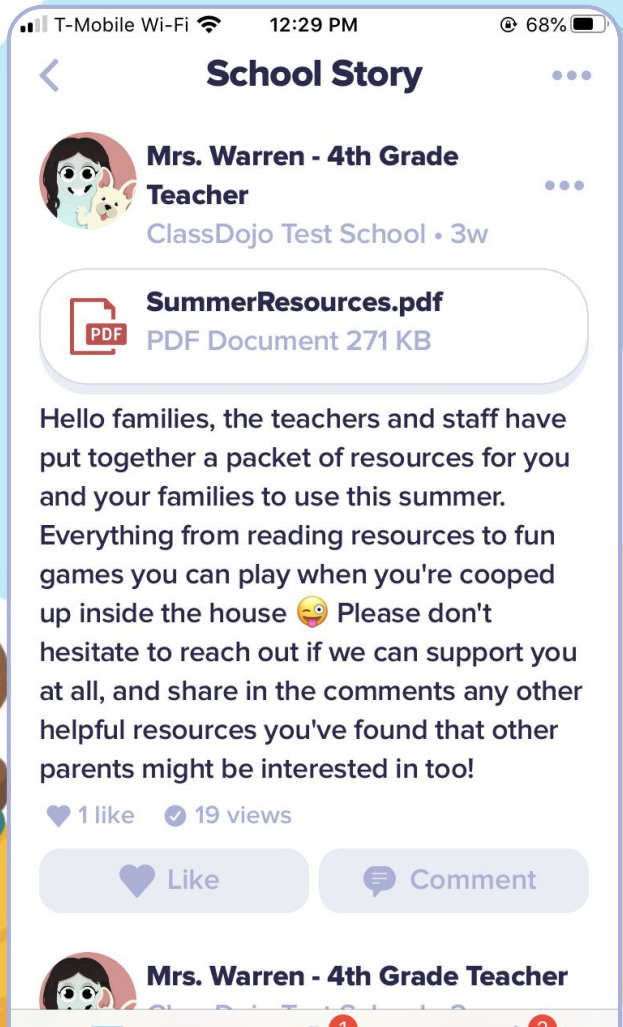 T-Mobile Wi-Fi 12:29 PM 68%
School Story
Mrs. Warren - 4th Grade
Teacher
ClassDojo Test School • 3w
SummerResources.pdf
PDF
PDF Document 271 KB
Hello families, the teachers and staff have
put together a packet of resources for you
and your families to use this summer.
Everything from reading resources to fun
games you can play when you're cooped
up inside the house 😜 Please don't
hesitate to reach out if we can support you
at all, and share in the comments any other
helpful resources you've found that other
parents might be interested in too!
1 like 19 views
Like Comment
Mrs. Warren - 4th Grade Teacher